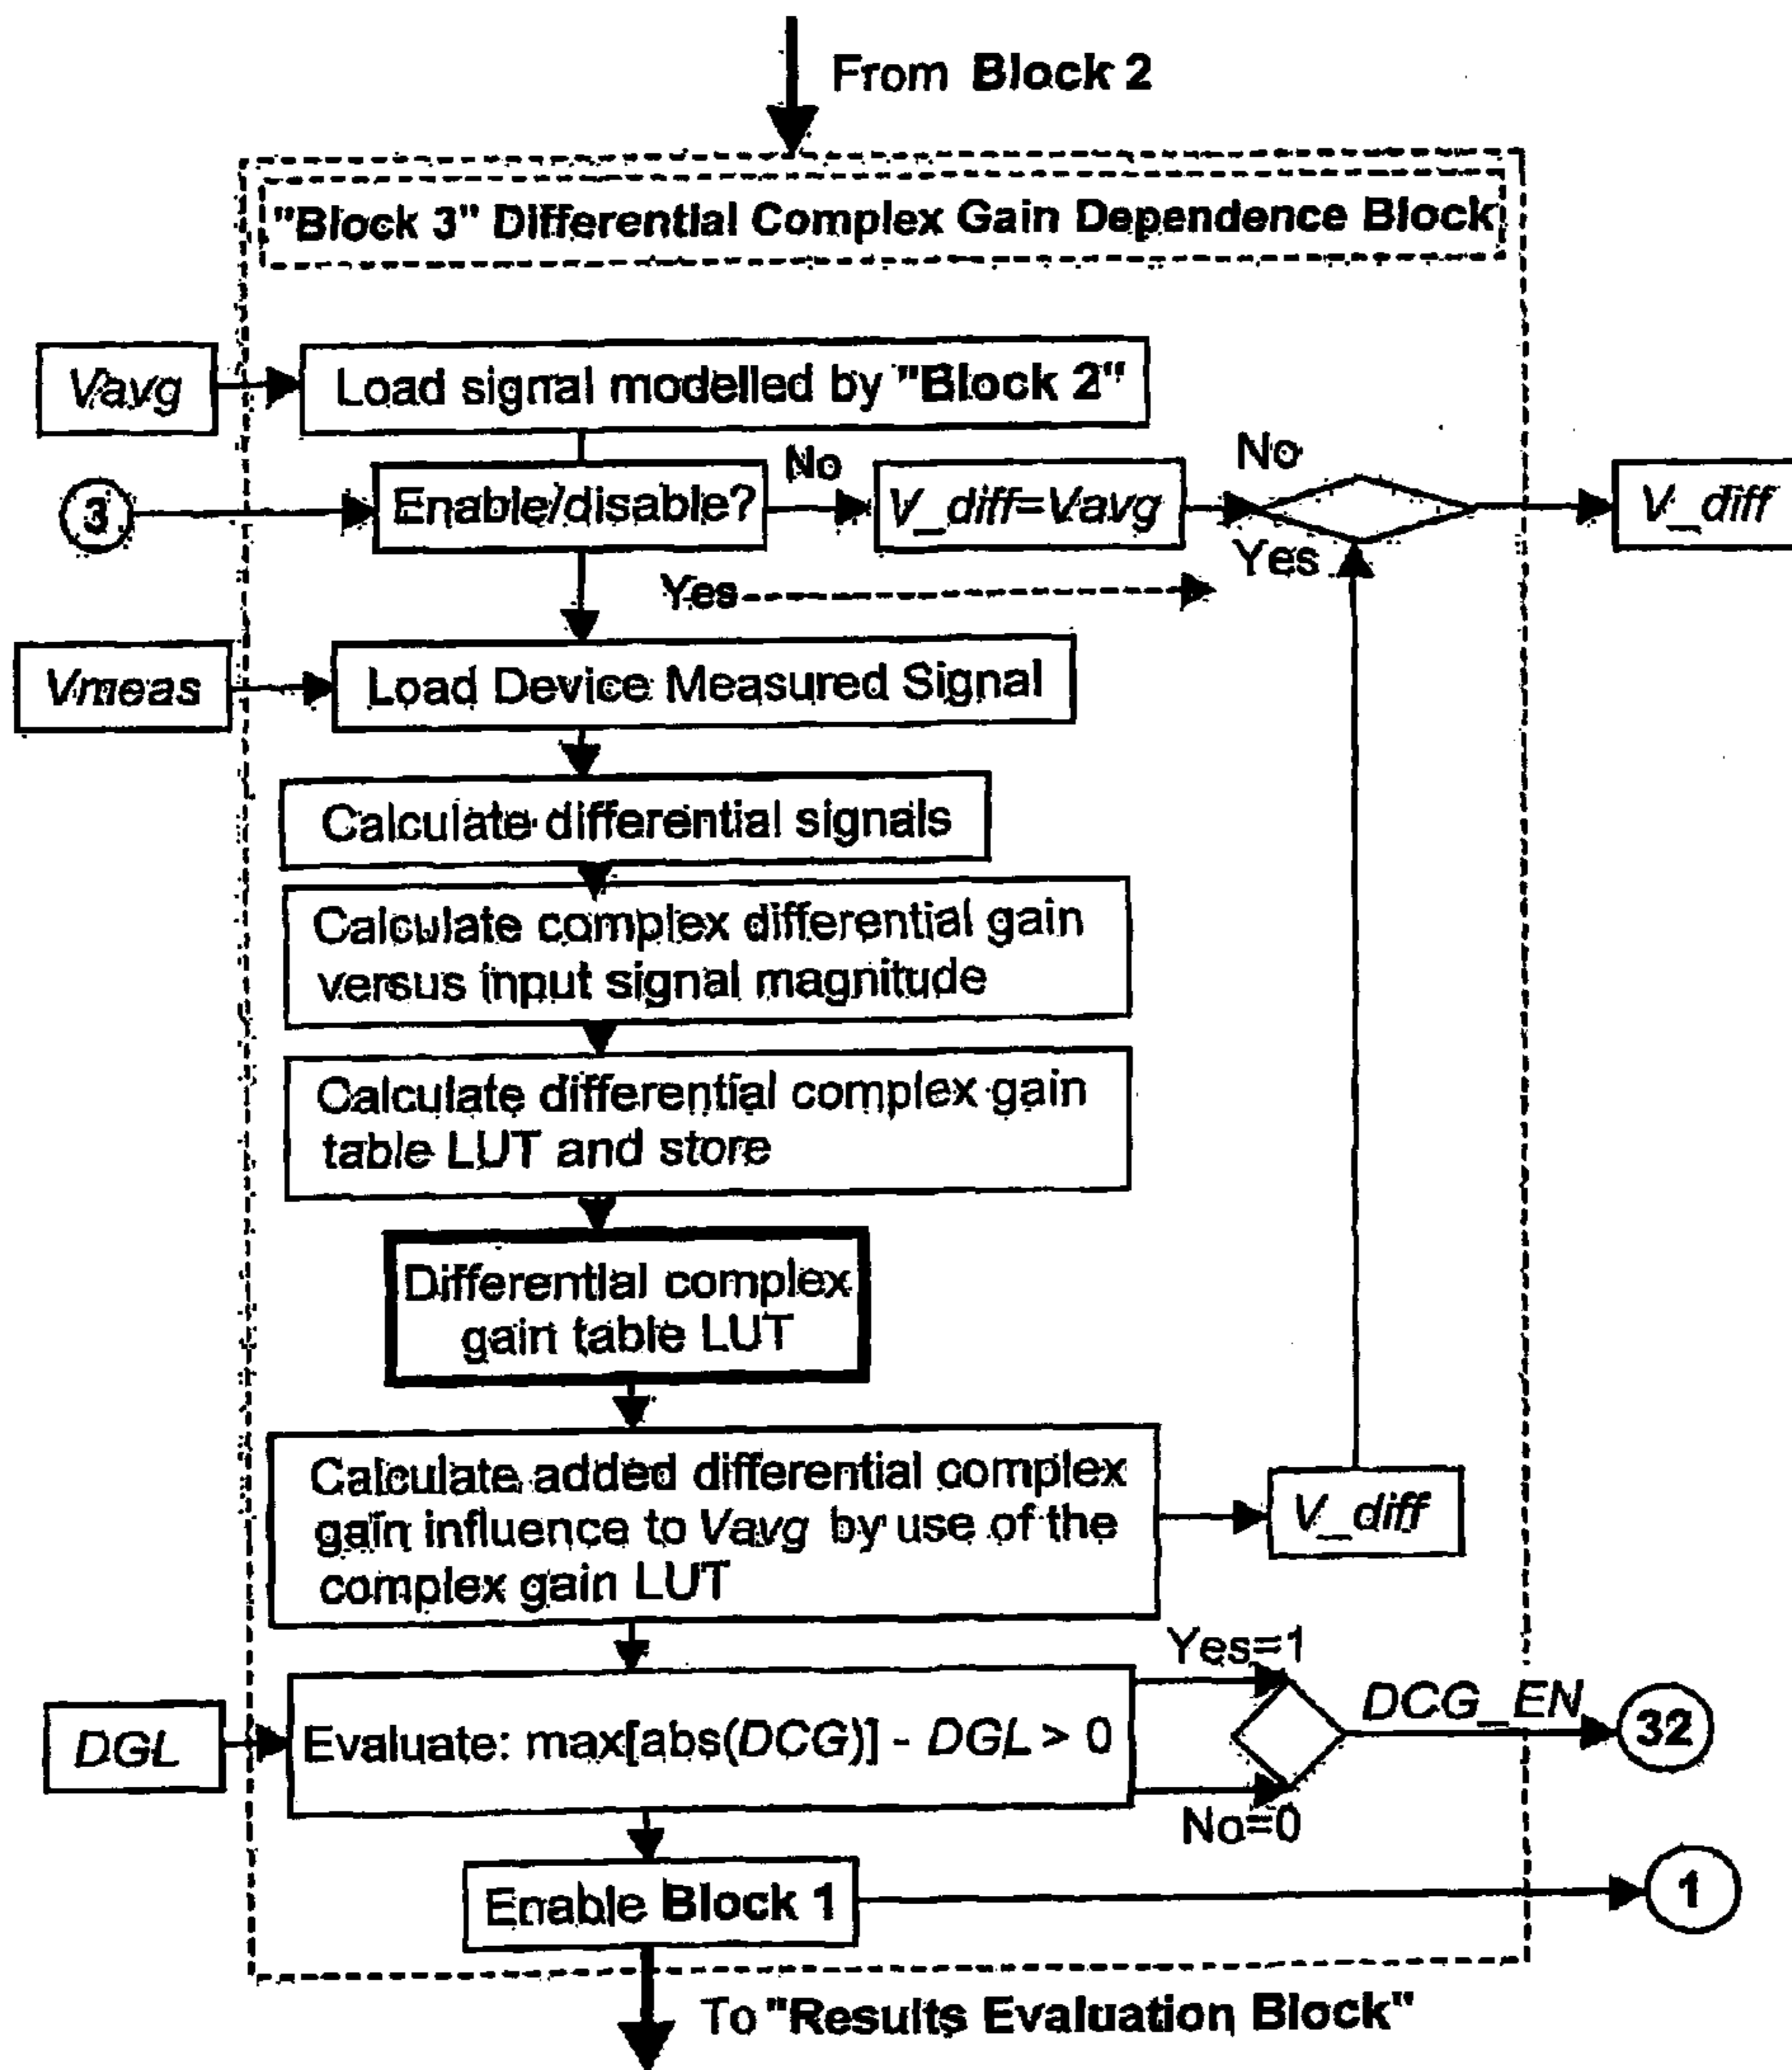 From Block 2
"Block 3" Differential Complex Gain Dependence Block
Vavg
Load signal modelled by "Block 2"
3
Enable/disable?
No
V_diff=Vavg
No
Yes
V_diff
Yes
Vmeas
Load Device Measured Signal
Calculate differential signals
Calculate complex differential gain
versus input signal magnitude
Calculate differential complex gain
table LUT and store
Differential complex
gain table LUT
Calculate added differential complex
gain influence to Vavg by use of the
complex gain LUT
V_diff
DGL
Evaluate: max[abs(DCG)] - DGL > 0
Yes=1
No=0
DCG_EN
32
Enable Block 1
1
To "Results Evaluation Block"